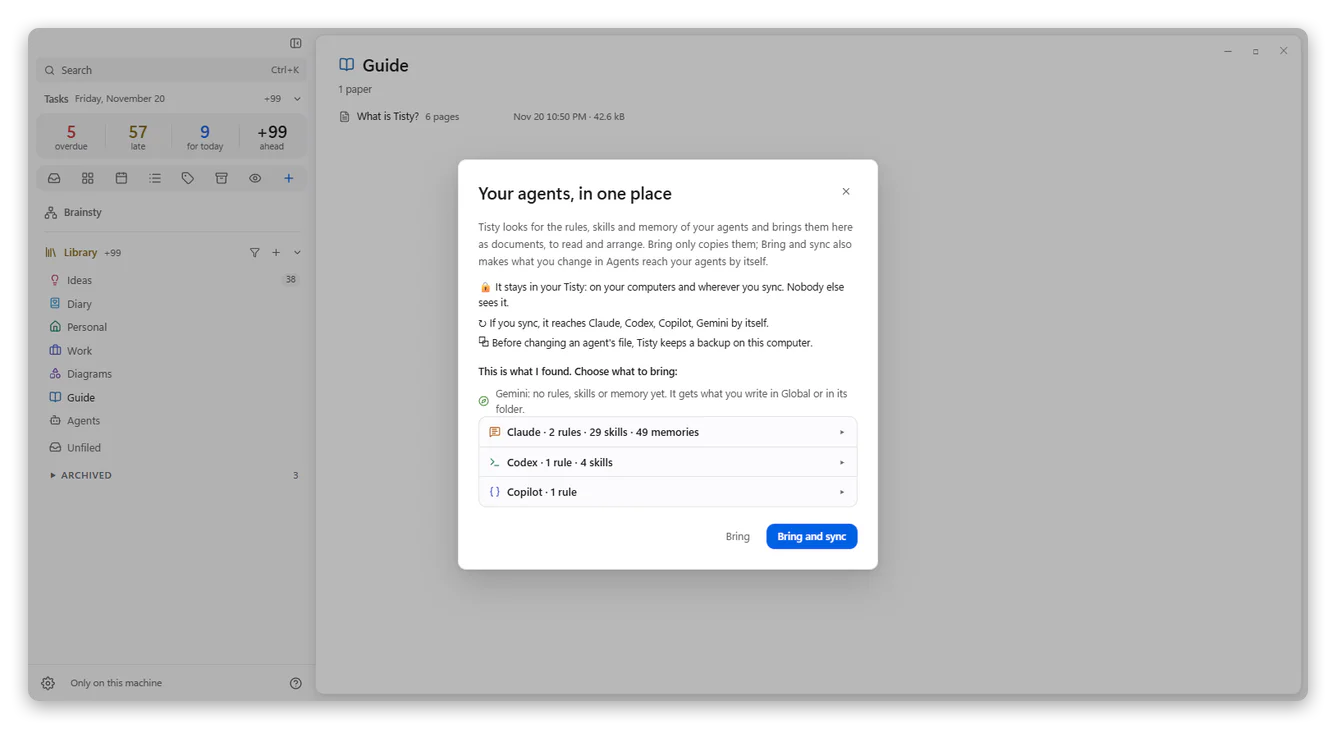 Search Ctrl+K
Tasks Friday, November 20 +99
5 57 9 +99
overdue late for today ahead
Brainsty
Library +99
Ideas 38
Diary
Personal
Work
Diagrams
Guide
Agents
Unfiled
ARCHIVED 3
Only on this machine
Guide
1 paper
What is Tisty? 6 pages Nov 20 10:50 PM · 42.6 kB
Your agents, in one place
Tisty looks for the rules, skills and memory of your agents and brings them here
as documents, to read and arrange. Bring only copies them; Bring and sync also
makes what you change in Agents reach your agents by itself.
It stays in your Tisty: on your computers and wherever you sync. Nobody else
sees it.
↻ If you sync, it reaches Claude, Codex, Copilot, Gemini by itself.
Before changing an agent's file, Tisty keeps a backup on this computer.
This is what I found. Choose what to bring:
Gemini: no rules, skills or memory yet. It gets what you write in Global or in its
folder.
Claude · 2 rules · 29 skills · 49 memories
Codex · 1 rule · 4 skills
Copilot · 1 rule
Bring Bring and sync